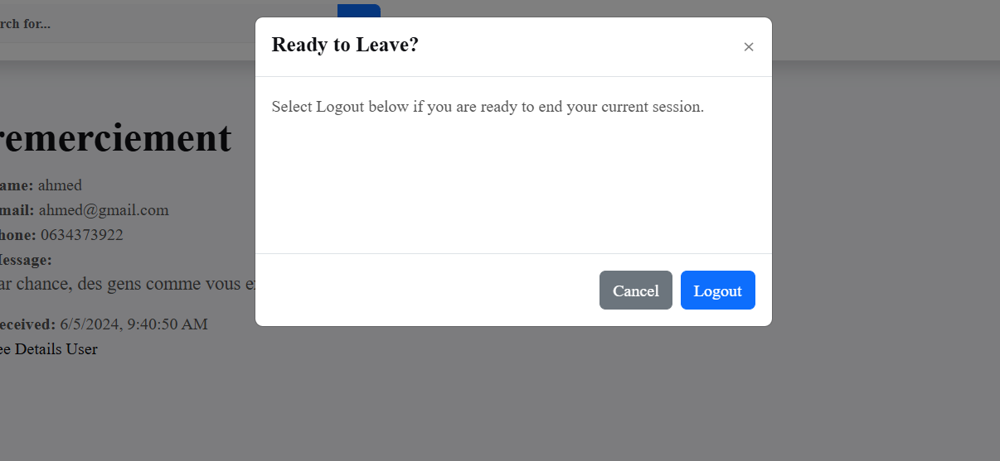 rch for...
Ready to Leave?
×
Select Logout below if you are ready to end your current session.
remerciement
ame: ahmed
mail: ahmed@gmail.com
hone: 0634373922
essage:
ar chance, des gens comme vous e
Cancel Logout
eceived: 6/5/2024, 9:40:50 AM
ee Details User